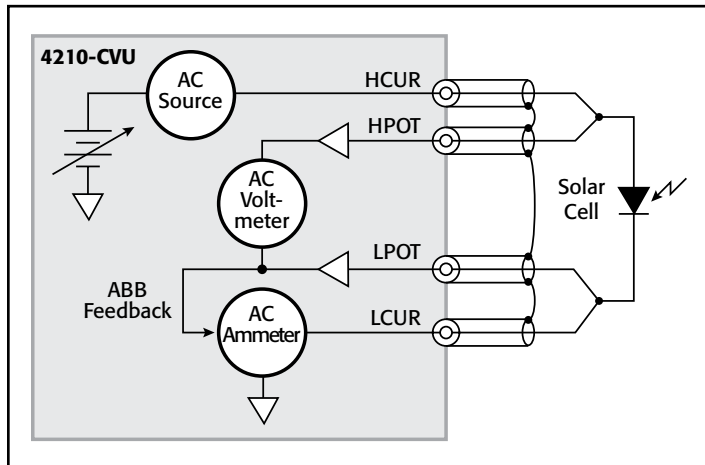 4210-CVU
AC
Source
HCUR
HPOT
AC
Volt-
meter
Solar
Cell
LPOT
ABB
Feedback
AC
Ammeter
LCUR